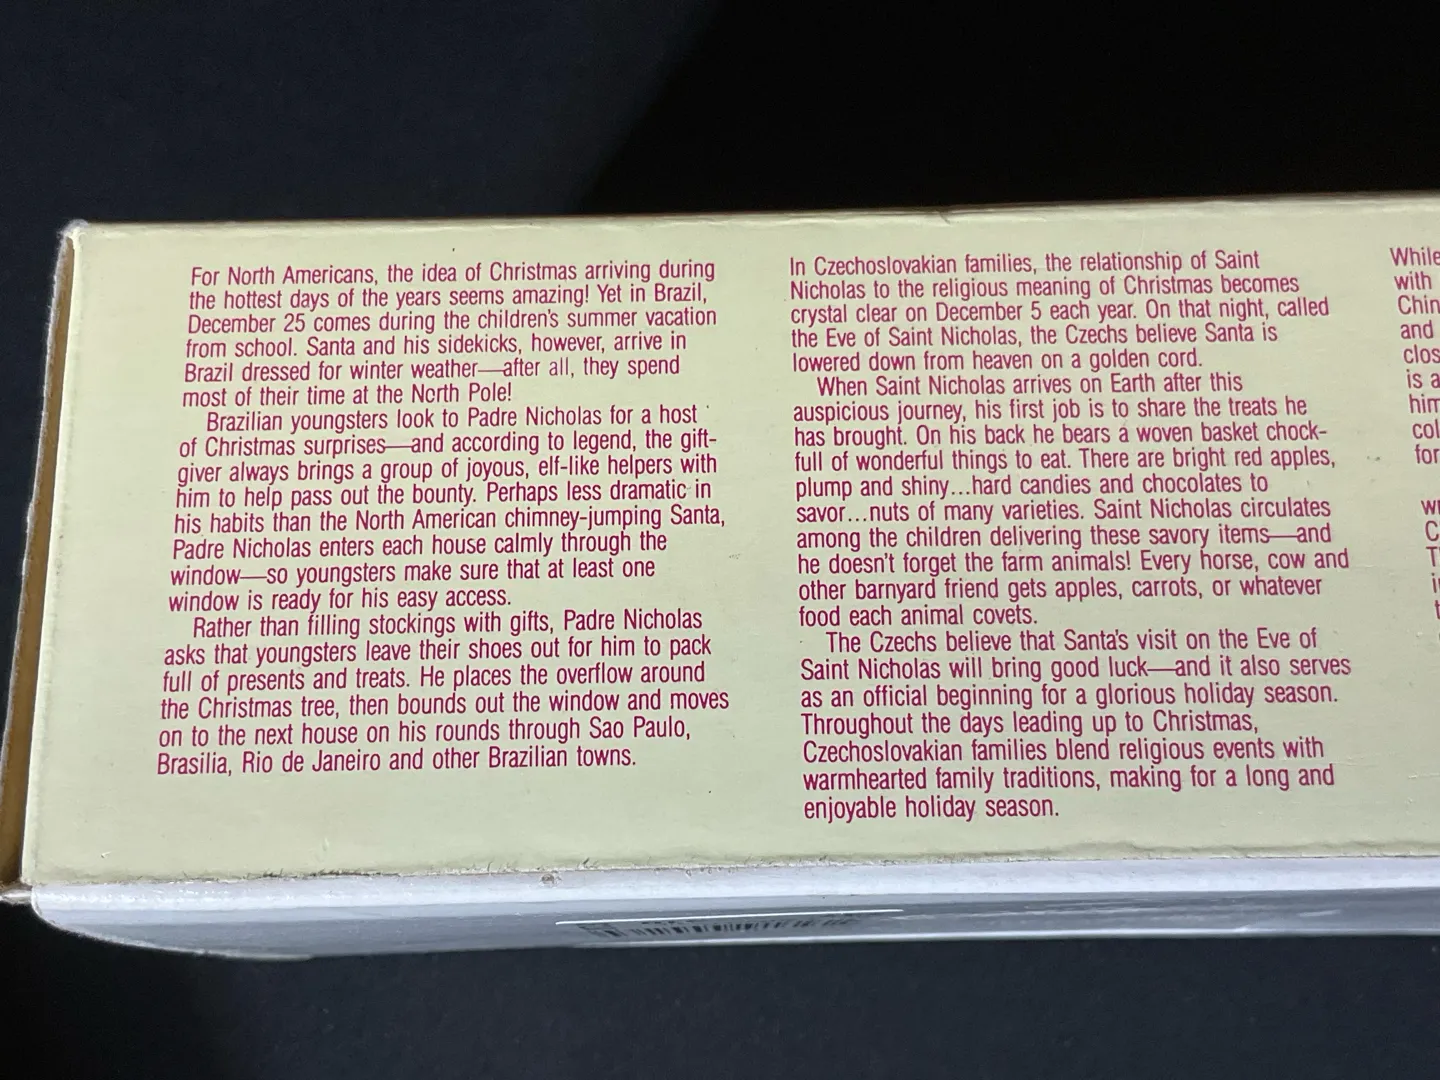 For North Americans, the idea of Christmas arriving during
the hottest days of the years seems amazing! Yet in Brazil,
December 25 comes during the children's summer vacation
from school. Santa and his sidekicks, however, arrive in
Brazil dressed for winter weather—after all, they spend
most of their time at the North Pole!
Brazilian youngsters look to Padre Nicholas for a host
of Christmas surprises—and according to legend, the gift-
giver always brings a group of joyous, elf-like helpers with
him to help pass out the bounty. Perhaps less dramatic in
his habits than the North American chimney-jumping Santa,
Padre Nicholas enters each house calmly through the
window—so youngsters make sure that at least one
window is ready for his easy access.
Rather than filling stockings with gifts, Padre Nicholas
asks that youngsters leave their shoes out for him to pack
full of presents and treats. He places the overflow around
the Christmas tree, then bounds out the window and moves
on to the next house on his rounds through Sao Paulo,
Brasilia, Rio de Janeiro and other Brazilian towns.
In Czechoslovakian families, the relationship of Saint
Nicholas to the religious meaning of Christmas becomes
crystal clear on December 5 each year. On that night, called
the Eve of Saint Nicholas, the Czechs believe Santa is
lowered down from heaven on a golden cord.
When Saint Nicholas arrives on Earth after this
auspicious journey, his first job is to share the treats he
has brought. On his back he bears a woven basket chock-
full of wonderful things to eat. There are bright red apples,
plump and shiny...hard candies and chocolates to
savor...nuts of many varieties. Saint Nicholas circulates
among the children delivering these savory items—and
he doesn't forget the farm animals! Every horse, cow and
other barnyard friend gets apples, carrots, or whatever
food each animal covets.
The Czechs believe that Santa's visit on the Eve of
Saint Nicholas will bring good luck—and it also serves
as an official beginning for a glorious holiday season.
Throughout the days leading up to Christmas,
Czechoslovakian families blend religious events with
warmhearted family traditions, making for a long and
enjoyable holiday season.
While
with
Chin
and
clos
is a
him
col
for